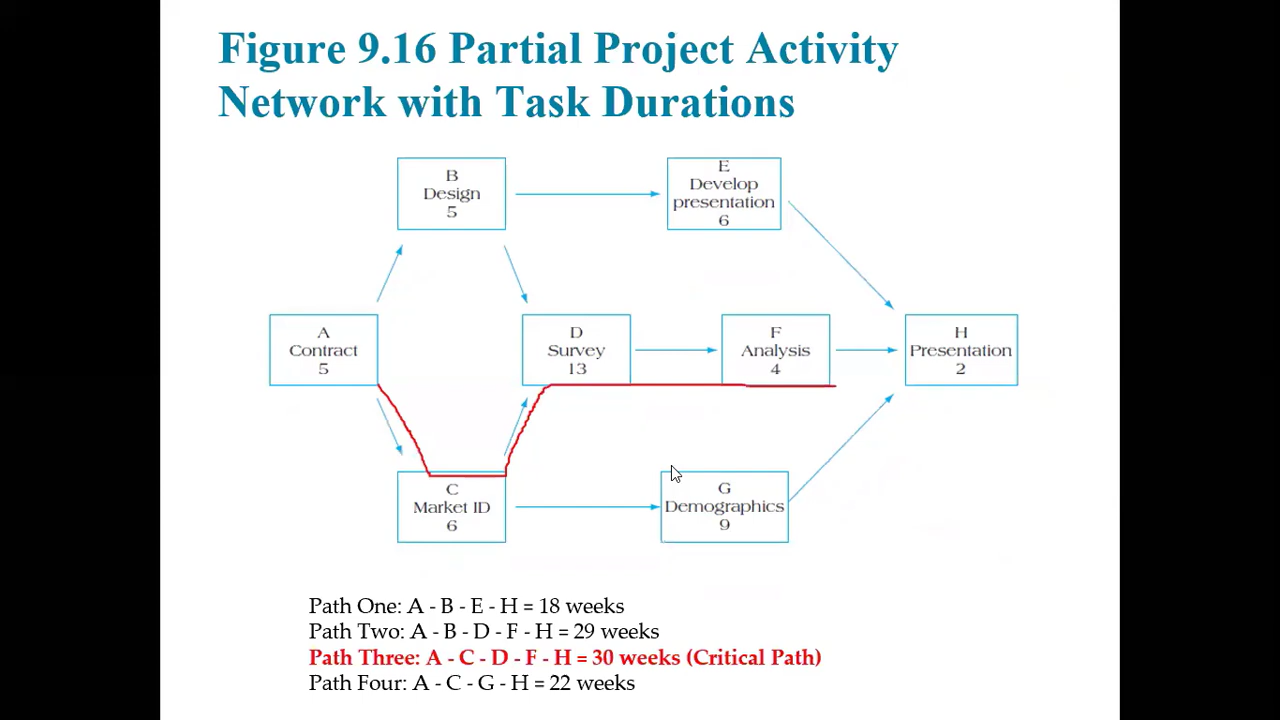 Figure 9.16 Partial Project Activity
Network with Task Durations
B
Design
5
E
Develop
presentation
6
A
Contract
5
D
Survey
13
F
Analysis
4
H
Presentation
2
C
Market ID
6
G
Demographics
9
Path One: A - B - E - H = 18 weeks
Path Two: A - B - D - F - H = 29 weeks
Path Three: A - C - D - F - H = 30 weeks (Critical Path)
Path Four: A - C - G - H = 22 weeks